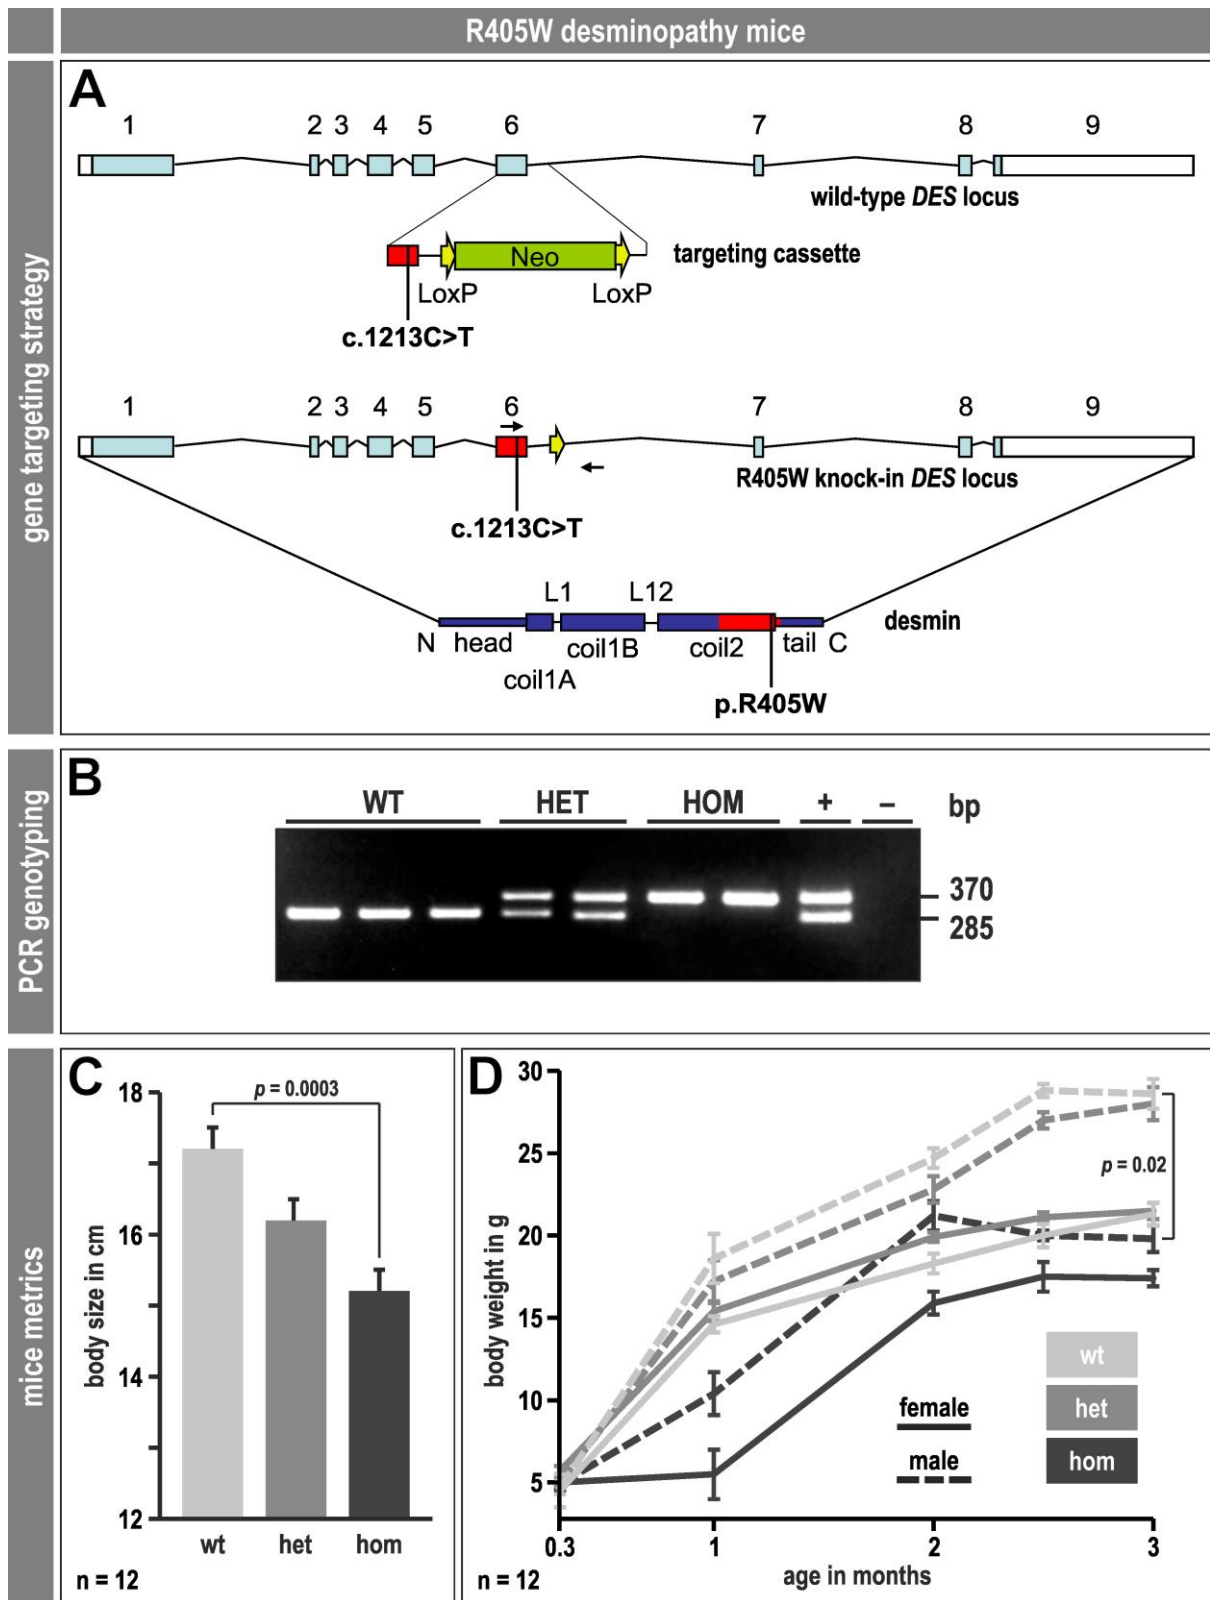 R405W desminopathy mice
gene targeting strategy
A
1 2 3 4 5 6 7 8 9
wild-type DES locus
Neo
targeting cassette
LoxP LoxP
c.1213C>T
1 2 3 4 5 6 7 8 9
R405W knock-in DES locus
c.1213C>T
L1 L12
desmin
N head coil1B coil2 tail C
coil1A
p.R405W
PCR genotyping
B
WT HET HOM + – bp
370
285
mice metrics
C
18
16
14
12
body size in cm
p = 0.0003
wt het hom
n = 12
D
30
25
20
15
10
5
body weight in g
p = 0.02
wt
het
hom
female
male
0.3 1 2 3
age in months
n = 12